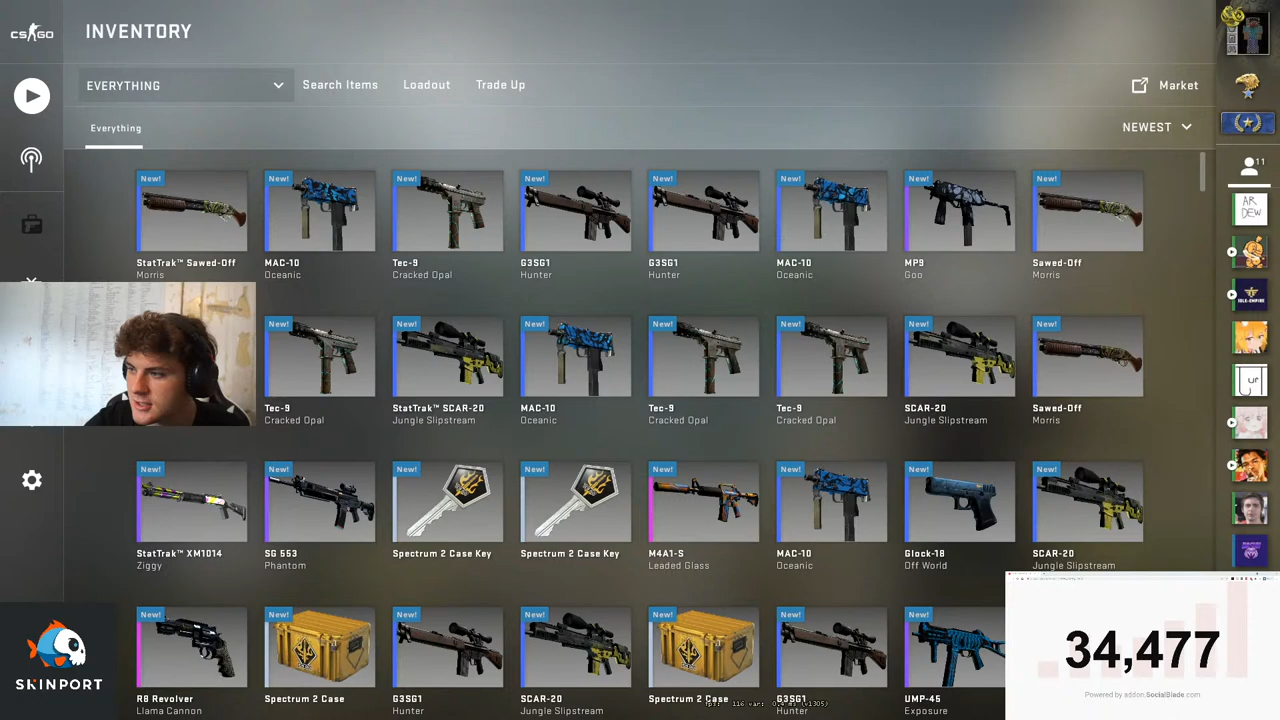 CS:GO
INVENTORY
EVERYTHING
Search Items
Loadout
Trade Up
Market
Everything
NEWEST
11
New! New! New! New! New! New! New! New!
StatTrak™ Sawed-Off MAC-10 Tec-9 G3SG1 G3SG1 MAC-10 MP9 Sawed-Off
Morris Oceanic Cracked Opal Hunter Hunter Oceanic Goo Morris
AR
DEW
New! New! New! New! New! New! New!
Tec-9 StatTrak™ SCAR-20 MAC-10 Tec-9 Tec-9 SCAR-20 Sawed-Off
Cracked Opal Jungle Slipstream Oceanic Cracked Opal Cracked Opal Jungle Slipstream Morris
IDLE-EMPIRE
New! New! New! New! New! New! New! New!
StatTrak™ XM1014 SG 553 Spectrum 2 Case Key Spectrum 2 Case Key M4A1-S MAC-10 Glock-18 SCAR-20
Ziggy Phantom Leaded Glass Oceanic Off World Jungle Slipstream
New! New! New! New! New! New! New!
R8 Revolver Spectrum 2 Case G3SG1 SCAR-20 Spectrum 2 Case G3SG1 UMP-45
Llama Cannon Hunter Jungle Slipstream Hunter Exposure
SKINPORT
34,477
Powered by addon.SocialBlade.com